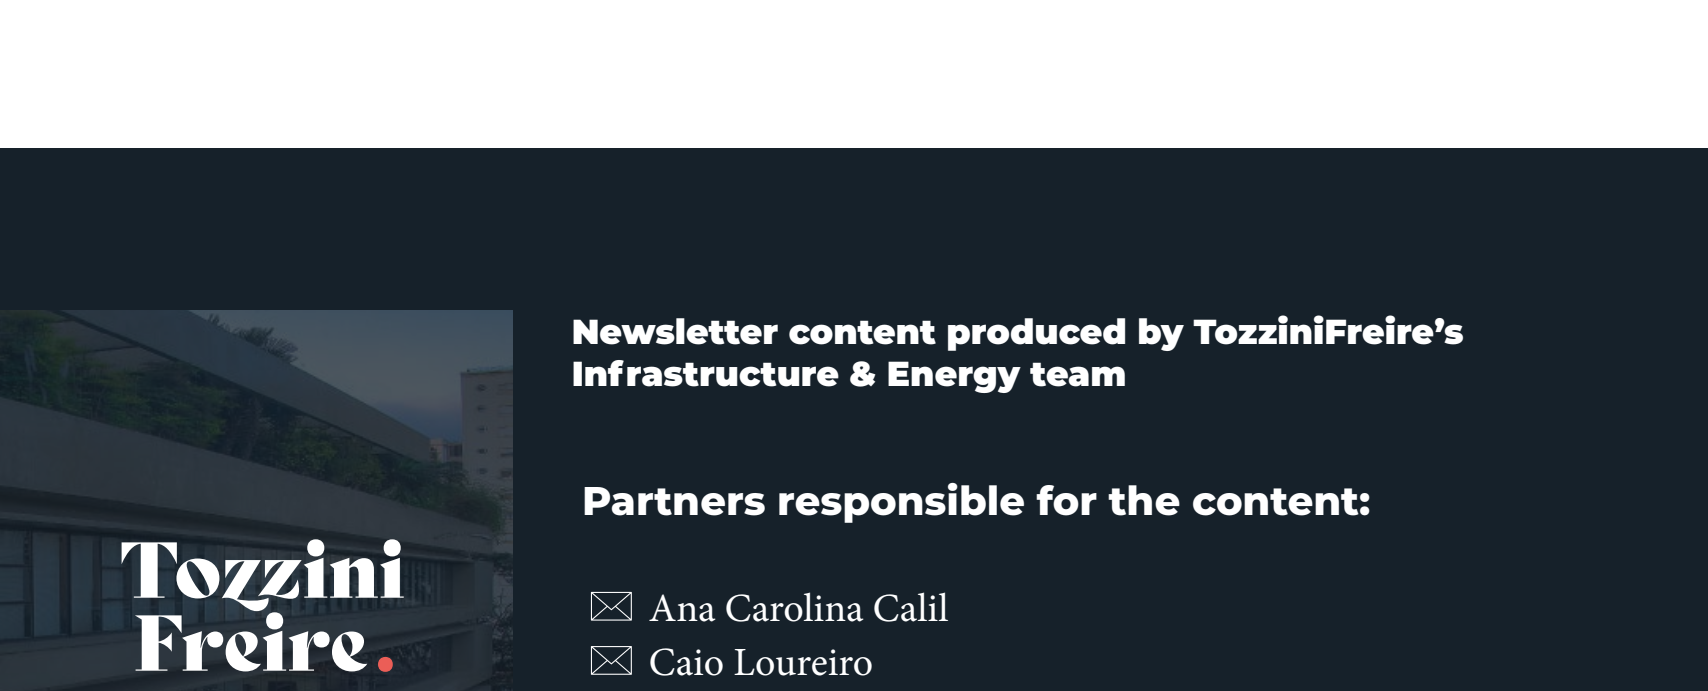 Newsletter content produced by TozziniFreire’s
Infrastructure & Energy team
Partners responsible for the content:
Ana Carolina Calil
Caio Loureiro
Tozzini
Freire.